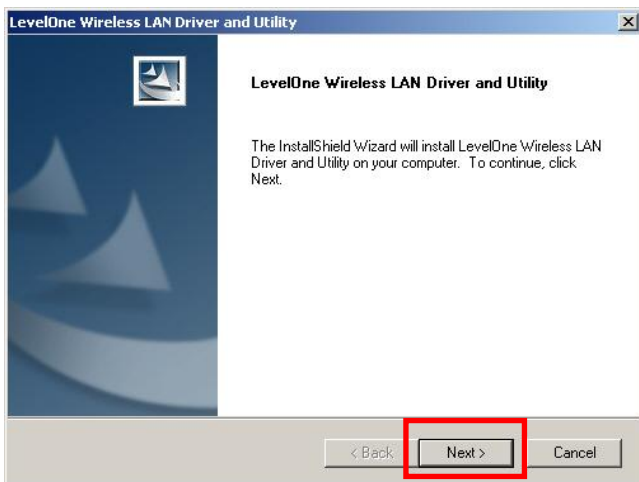 LevelOne Wireless LAN Driver and Utility
LevelOne Wireless LAN Driver and Utility
The InstallShield Wizard will install LevelOne Wireless LAN
Driver and Utility on your computer. To continue, click
Next.
< Back Next > Cancel